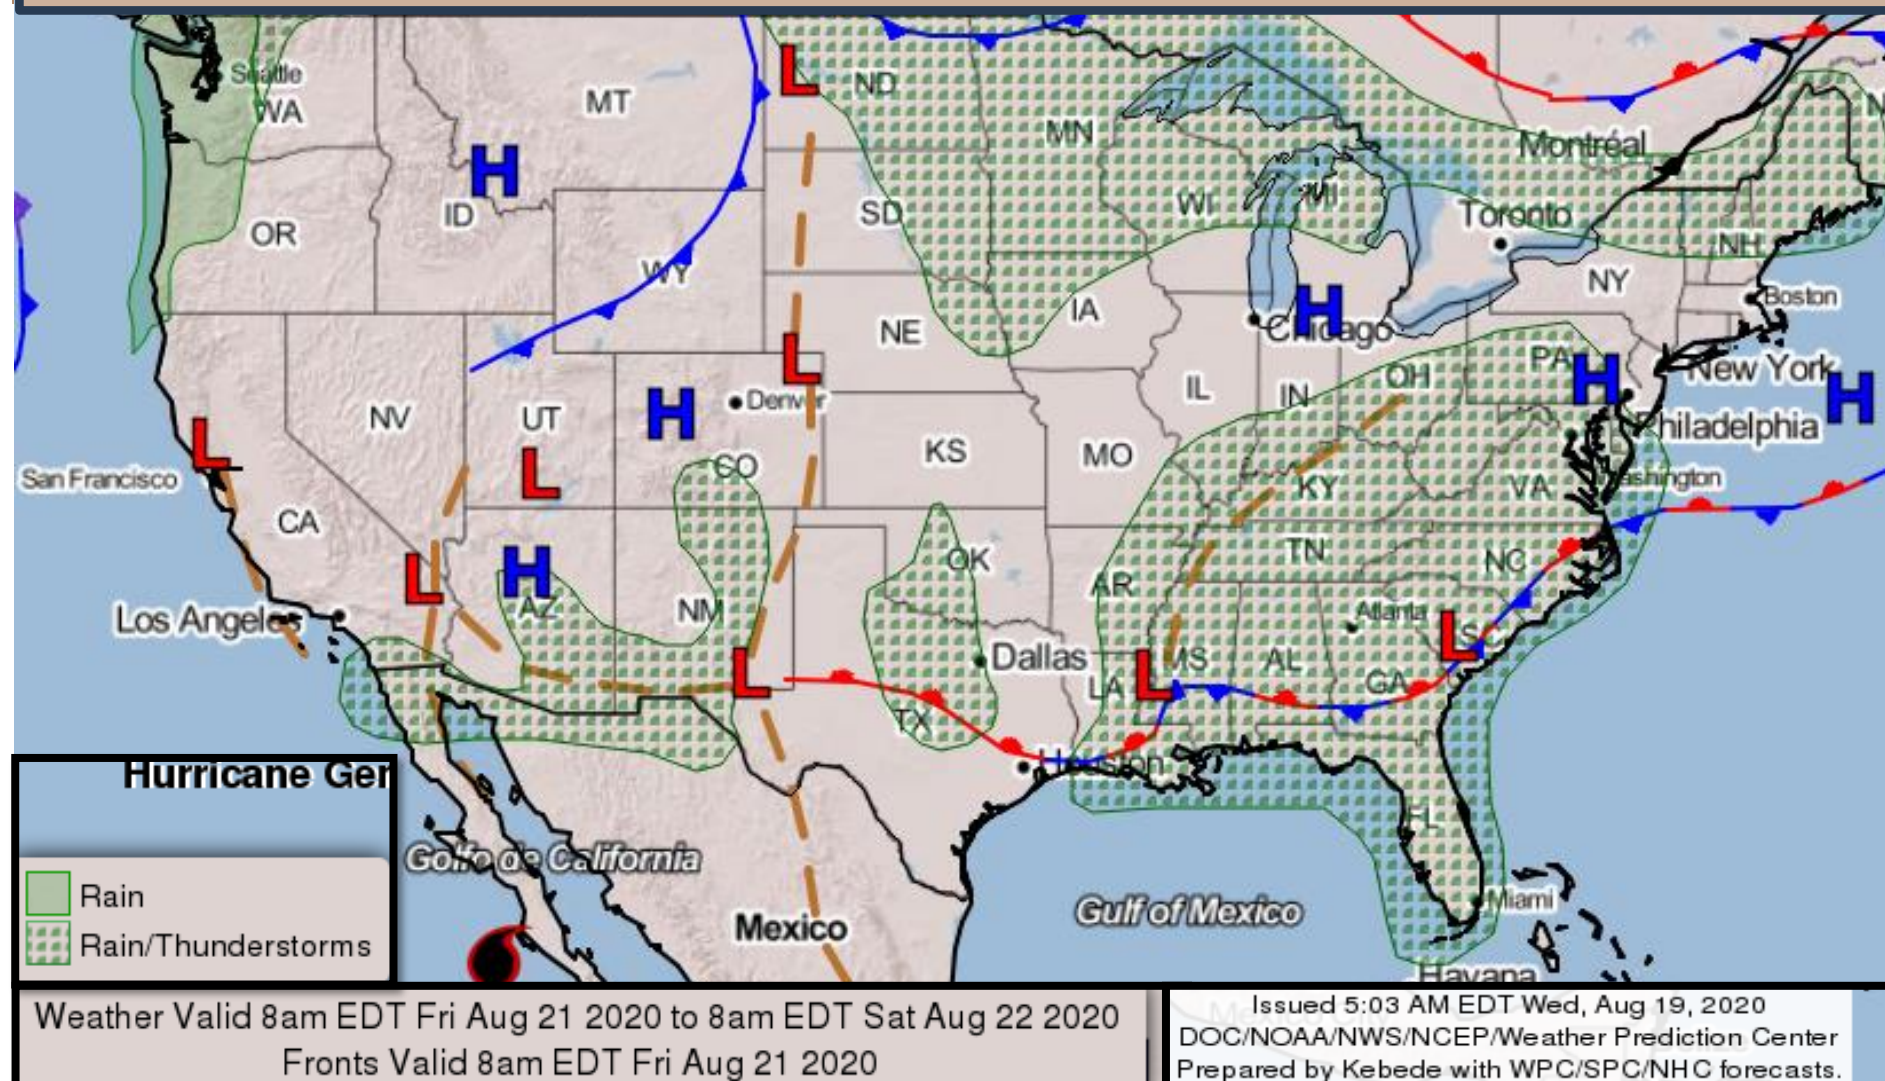 Seattle
WA
MT
ND
MN
Montréal
N
H
ID
OR
SD
WI
MI
Toronto
NH
WY
NY
Boston
NE
IA
H
Chicago
L
L
H
Denver
NV
UT
CO
KS
MO
IL
IN
OH
PA
H
New York
H
Philadelphia
L
San Francisco
L
CA
KY
VA
Washington
OK
TN
NC
AR
L
H
AZ
NM
Los Angeles
Dallas
Atlanta
L
SC
L
TX
LA
L
MS
AL
GA
Houston
FL
Hurricane Gen
Golfo de California
Rain
Rain/Thunderstorms
Mexico
Gulf of Mexico
Miami
Havana
Weather Valid 8am EDT Fri Aug 21 2020 to 8am EDT Sat Aug 22 2020
Fronts Valid 8am EDT Fri Aug 21 2020
Issued 5:03 AM EDT Wed, Aug 19, 2020
DOC/NOAA/NWS/NCEP/Weather Prediction Center
Prepared by Kebede with WPC/SPC/NHC forecasts.